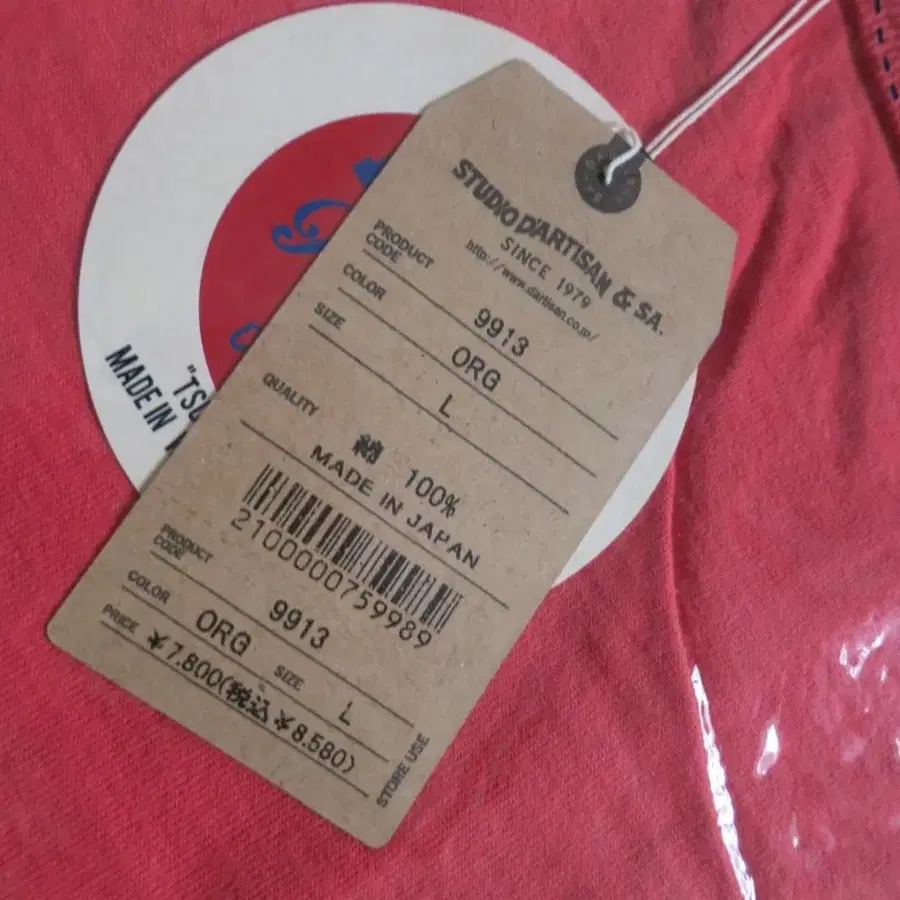 STUDIO D'ARTISAN & SA.
SINCE 1979
http://www.dartisan.co.jp/
PRODUCT CODE 9913
COLOR ORG
SIZE L
QUALITY
綿 100%
MADE IN JAPAN
2100000759989
PRODUCT CODE 9913
COLOR ORG SIZE L
PRICE ¥7.800(税込¥8.580)
STORE USE
MADE IN